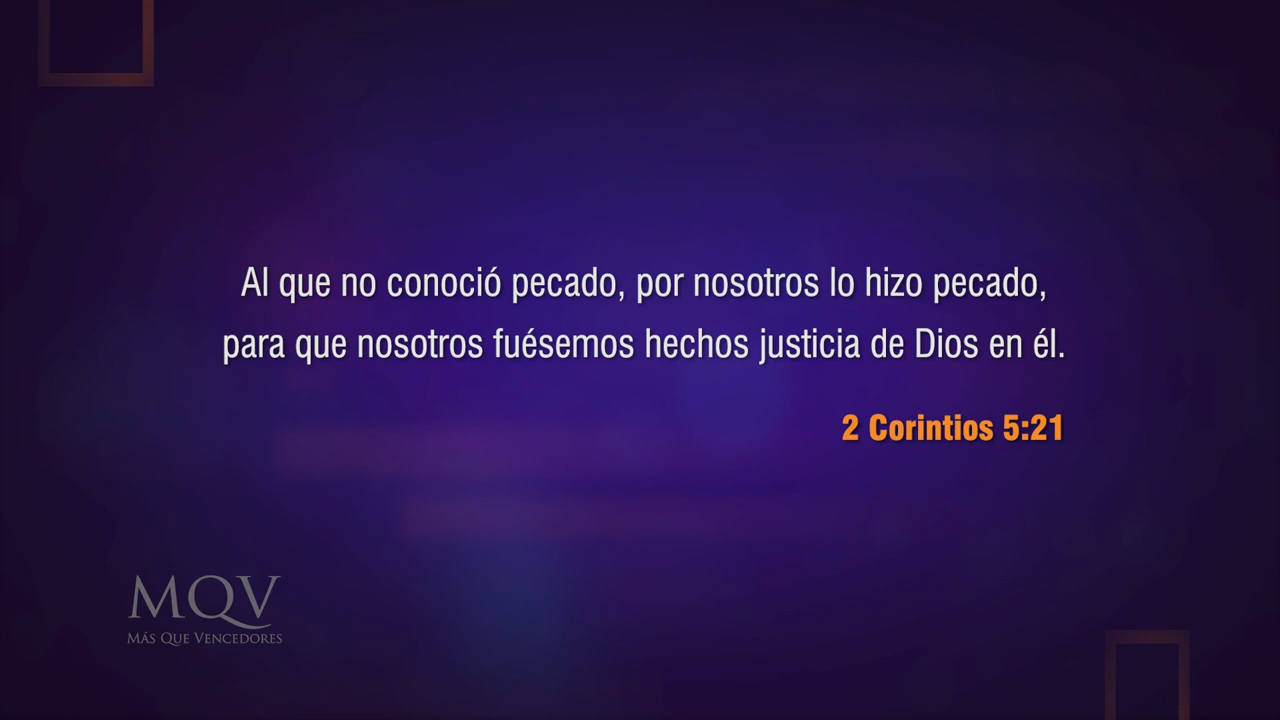 Al que no conoció pecado, por nosotros lo hizo pecado,
para que nosotros fuésemos hechos justicia de Dios en él.
2 Corintios 5:21
MQV
MÁS QUE VENCEDORES